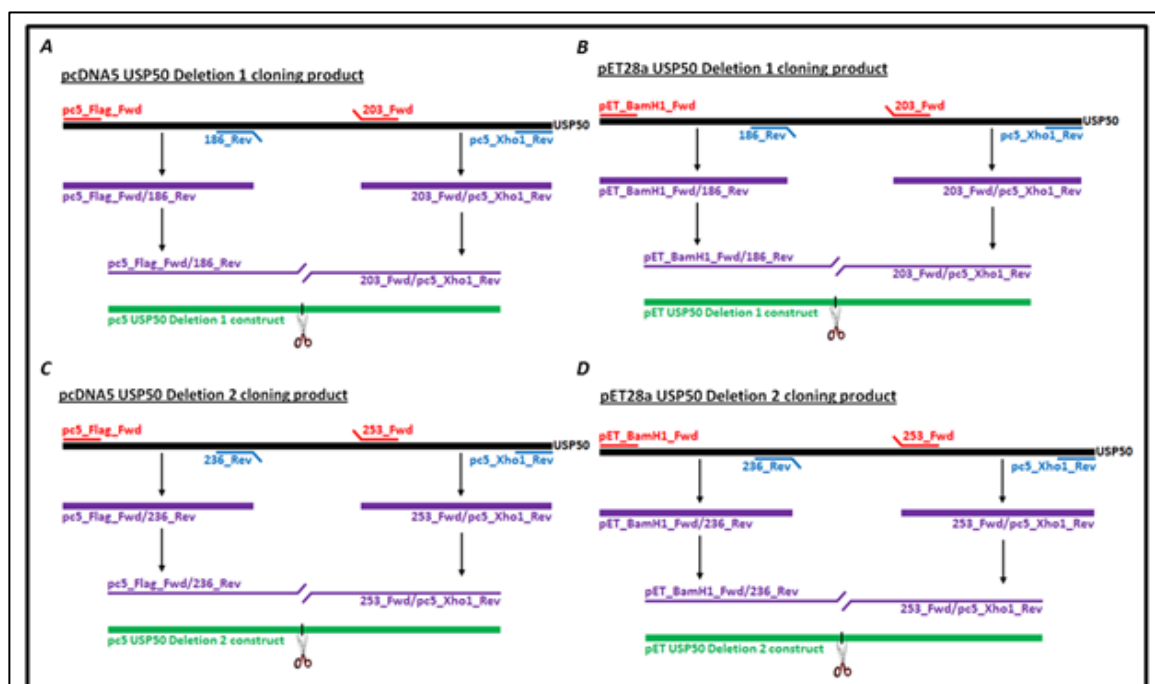 A
pcDNA5 USP50 Deletion 1 cloning product
pc5_Flag_Fwd
203_Fwd
USP50
186_Rev
pc5_Xho1_Rev
pc5_Flag_Fwd/186_Rev
203_Fwd/pc5_Xho1_Rev
pc5_Flag_Fwd/186_Rev
203_Fwd/pc5_Xho1_Rev
pc5 USP50 Deletion 1 construct
B
pET28a USP50 Deletion 1 cloning product
pET_BamH1_Fwd
203_Fwd
USP50
186_Rev
pc5_Xho1_Rev
pET_BamH1_Fwd/186_Rev
203_Fwd/pc5_Xho1_Rev
pET_BamH1_Fwd/186_Rev
203_Fwd/pc5_Xho1_Rev
pET USP50 Deletion 1 construct
C
pcDNA5 USP50 Deletion 2 cloning product
pc5_Flag_Fwd
253_Fwd
USP50
236_Rev
pc5_Xho1_Rev
pc5_Flag_Fwd/236_Rev
253_Fwd/pc5_Xho1_Rev
pc5_Flag_Fwd/236_Rev
253_Fwd/pc5_Xho1_Rev
pc5 USP50 Deletion 2 construct
D
pET28a USP50 Deletion 2 cloning product
pET_BamH1_Fwd
253_Fwd
USP50
236_Rev
pc5_Xho1_Rev
pET_BamH1_Fwd/236_Rev
253_Fwd/pc5_Xho1_Rev
pET_BamH1_Fwd/236_Rev
253_Fwd/pc5_Xho1_Rev
pET USP50 Deletion 2 construct